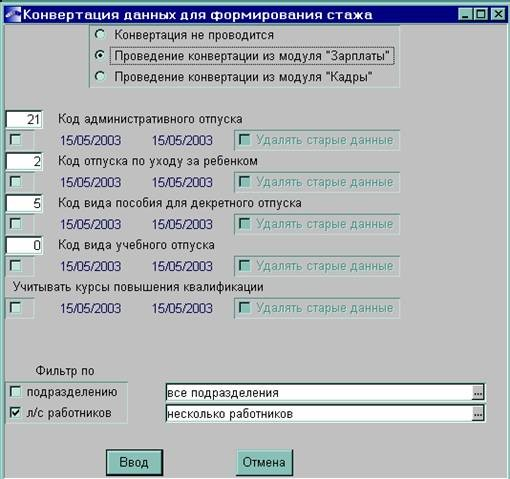 Конвертация данных для формирования стажа
Конвертация не проводится
Проведение конвертации из модуля "Зарплаты"
Проведение конвертации из модуля "Кадры"
21 Код административного отпуска
15/05/2003 15/05/2003 Удалять старые данные
2 Код отпуска по уходу за ребенком
15/05/2003 15/05/2003 Удалять старые данные
5 Код вида пособия для декретного отпуска
15/05/2003 15/05/2003 Удалять старые данные
0 Код вида учебного отпуска
15/05/2003 15/05/2003 Удалять старые данные
Учитывать курсы повышения квалификации
15/05/2003 15/05/2003 Удалять старые данные
Фильтр по
подразделению все подразделения ...
л/с работников несколько работников ...
Ввод Отмена